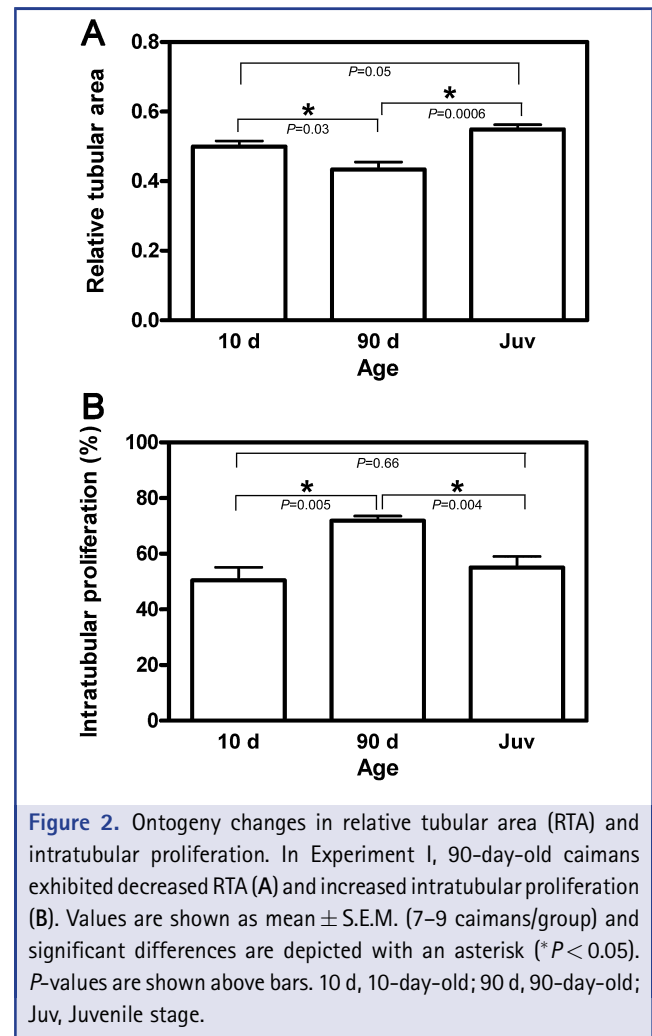 A
Relative tubular area
0.8
0.6
0.4
0.2
0.0
P=0.05
*
P=0.03
*
P=0.0006
10 d 90 d Juv
Age
B
Intratubular proliferation (%)
100
80
60
40
20
0
P=0.66
*
P=0.005
*
P=0.004
10 d 90 d Juv
Age
Figure 2. Ontogeny changes in relative tubular area (RTA) and
intratubular proliferation. In Experiment I, 90-day-old caimans
exhibited decreased RTA (A) and increased intratubular proliferation
(B). Values are shown as mean ± S.E.M. (7–9 caimans/group) and
significant differences are depicted with an asterisk (*P < 0.05).
P-values are shown above bars. 10 d, 10-day-old; 90 d, 90-day-old;
Juv, Juvenile stage.